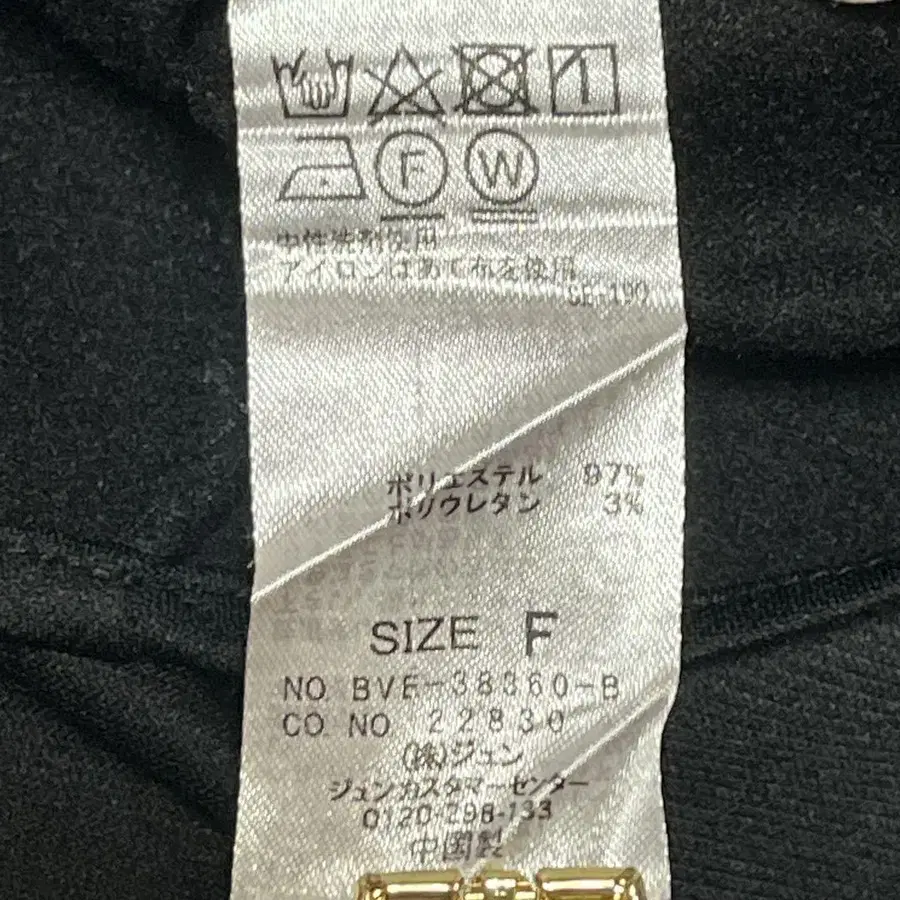 F W
中性洗剤使用
アイロンはあて布を使用
SE-190
ポリエステル 97%
ポリウレタン 3%
SIZE F
NO. BVE-38360-B
CO. NO 22830
(株)ジュン
ジュンカスタマーセンター
0120-298-133
中国製